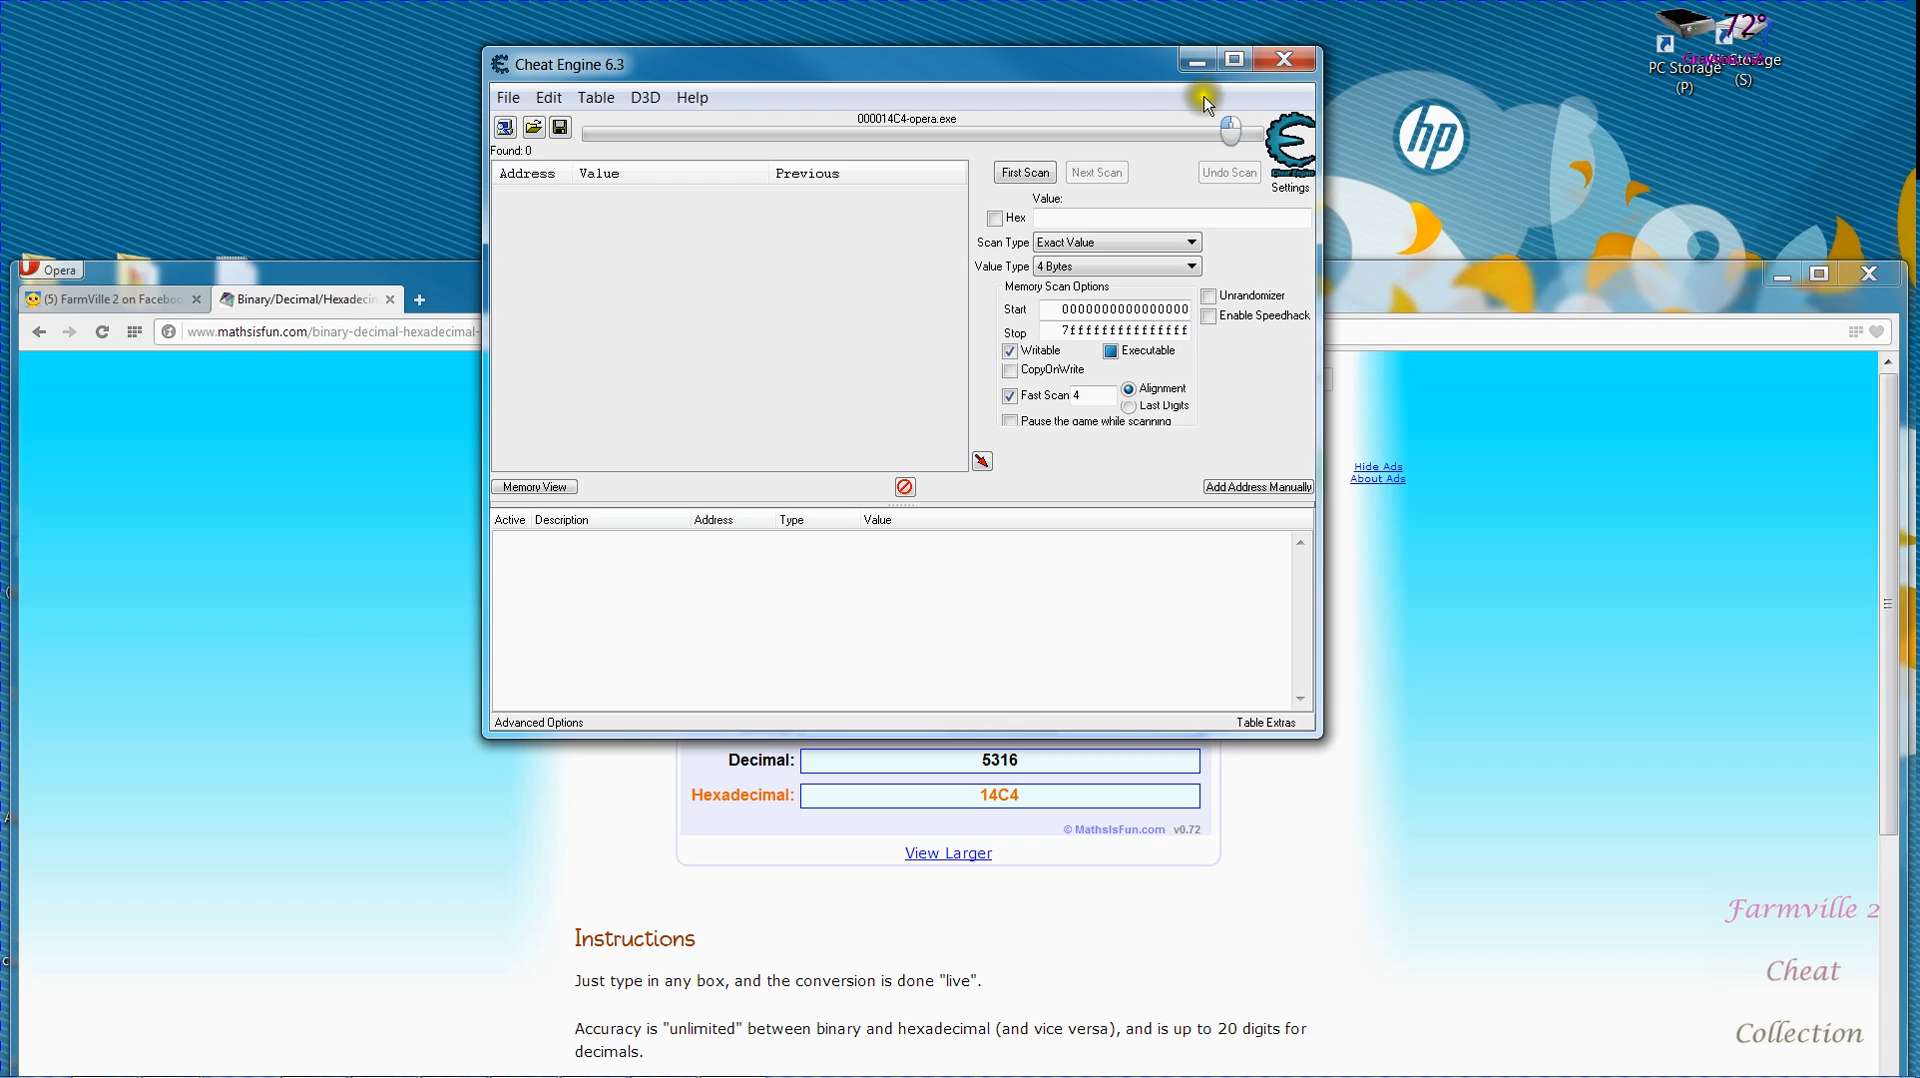 72°
PC Storage
(P)
Storage
(S)
hp
Cheat Engine 6.3
File Edit Table D3D Help
000014C4-opera.exe
Found: 0
Address Value Previous
First Scan Next Scan Undo Scan
Cheat Engine
Settings
Value:
Hex
Scan Type Exact Value
Value Type 4 Bytes
Memory Scan Options
Start 0000000000000000
Stop 7fffffffffffffff
Unrandomizer
Enable Speedhack
Writable Executable
CopyOnWrite
Fast Scan 4 Alignment
Last Digits
Pause the game while scanning
Memory View Add Address Manually
Active Description Address Type Value
Advanced Options Table Extras
Opera
(5) FarmVille 2 on Faceboo Binary/Decimal/Hexadecim
www.mathsisfun.com/binary-decimal-hexadecimal-
Hide Ads
About Ads
Decimal: 5316
Hexadecimal: 14C4
© MathsIsFun.com v0.72
View Larger
Instructions
Just type in any box, and the conversion is done "live".
Accuracy is "unlimited" between binary and hexadecimal (and vice versa), and is up to 20 digits for
decimals.
Farmville 2
Cheat
Collection